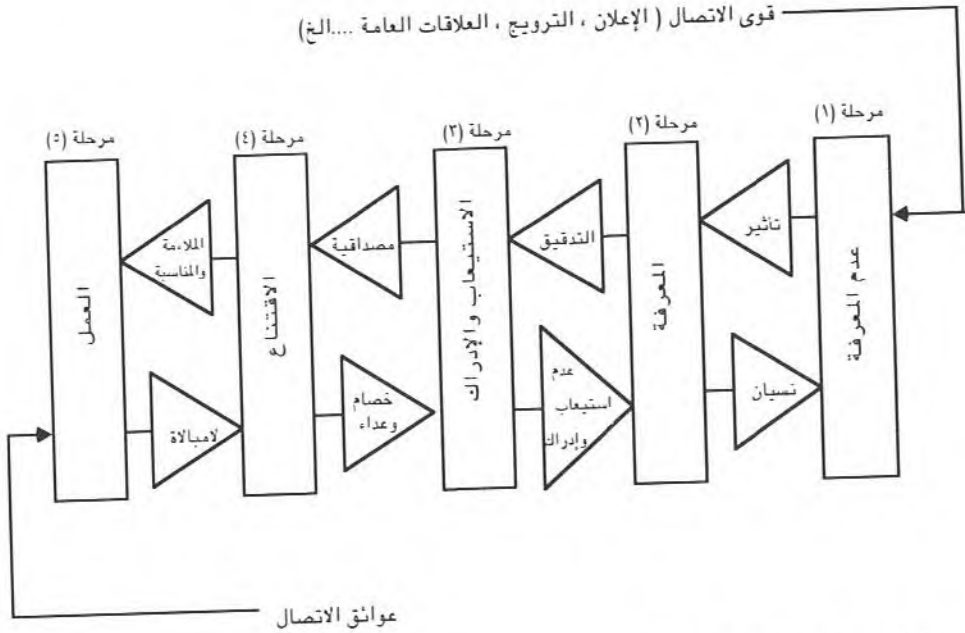 قوى الاتصال ( الإعلان ، الترويج ، العلاقات العامة ....الخ)
مرحلة (١)
مرحلة (٢)
مرحلة (٣)
مرحلة (٤)
مرحلة (٥)
عدم المعرفة
تأثير
نسيان
المعرفة
التدقيق
عدم
استيعاب
وإدراك
الاستيعاب والإدراك
مصداقية
خصام
وعداء
الاقتناع
الملاءمة
والمناسبة
لامبالاة
العمل
عوائق الاتصال